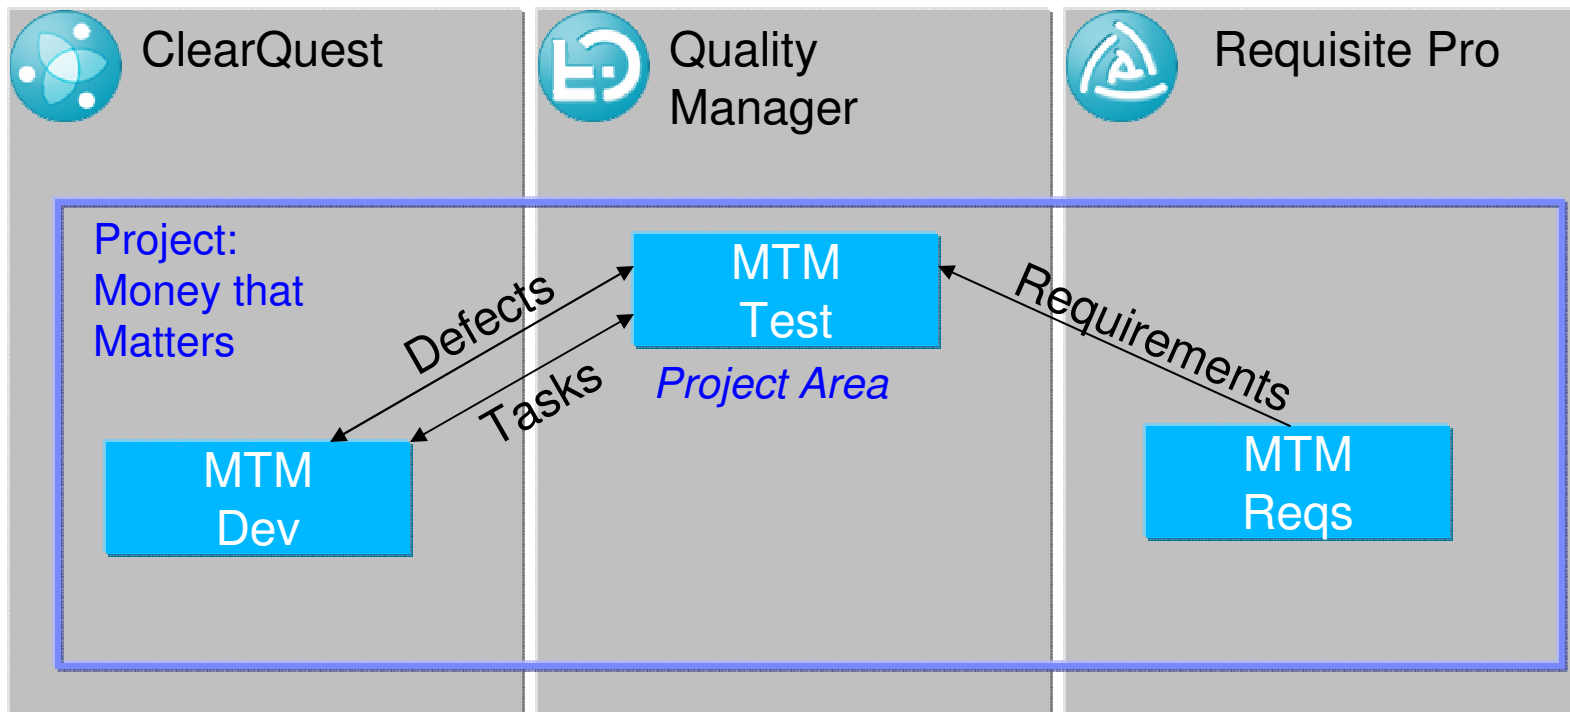 ClearQuest
Quality
Manager
Requisite Pro
Project:
Money that
Matters
Defects
Tasks
MTM
Test
Project Area
Requirements
MTM
Dev
MTM
Reqs